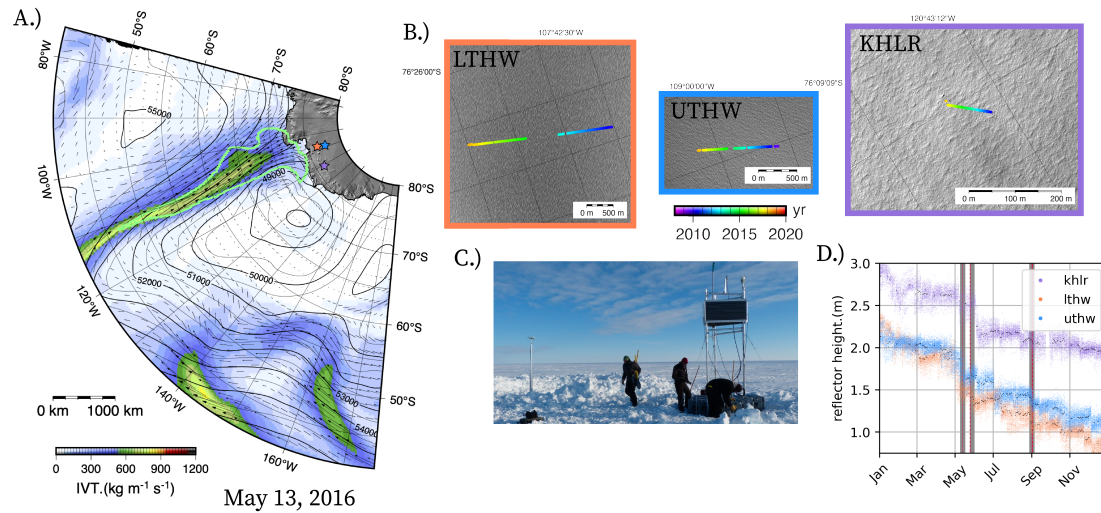 A.)
50°S
60°S
70°S
80°S
80°W
55000
100°W
49000
80°S
70°S
120°W
52000
51000
50000
60°S
0 km 1000 km
140°W
53000
54000
50°S
160°W
0 300 600 900 1200
IVT.(kg m⁻¹ s⁻¹)
May 13, 2016
B.)
107°42'30"W
76°26'00"S
LTHW
0 m 500 m
109°00'00"W
76°09'09"S
UTHW
0 m 500 m
yr
2010 2015 2020
120°43'12"W
KHLR
0 m 100 m 200 m
C.)
D.)
3.0
2.5
2.0
1.5
1.0
reflector height.(m)
khlr
lthw
uthw
Jan Mar May Jul Sep Nov